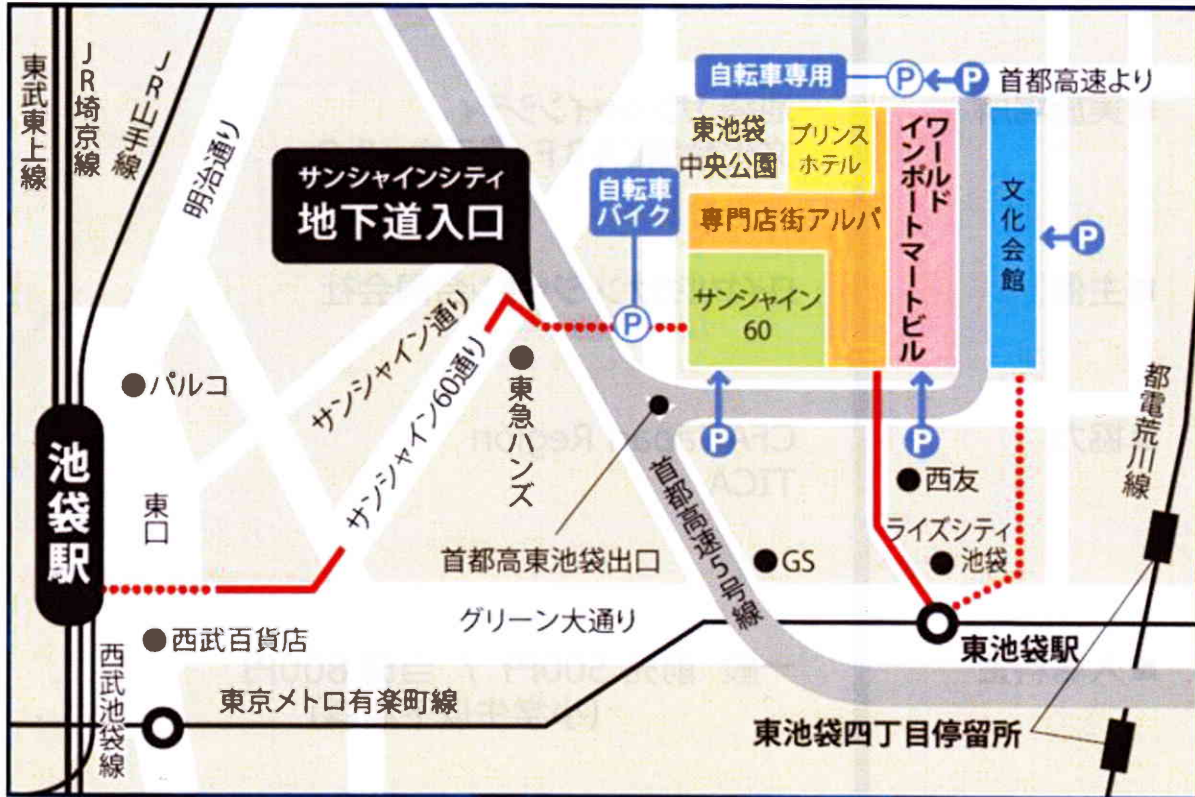 東武東上線
JR埼京線
JR山手線
明治通り
サンシャインシティ
地下道入口
自転車専用
P
P
首都高速より
東池袋
中央公園
プリンス
ホテル
ワールド
インポートマートビル
文化会館
P
自転車
バイク
P
専門店街アルパ
サンシャイン
60
P
P
パルコ
サンシャイン通り
サンシャイン60通り
東急ハンズ
都電荒川線
池袋駅
東口
首都高東池袋出口
首都高速5号線
GS
西友
ライズシティ
池袋
グリーン大通り
西武百貨店
東池袋駅
西武池袋線
東京メトロ有楽町線
東池袋四丁目停留所